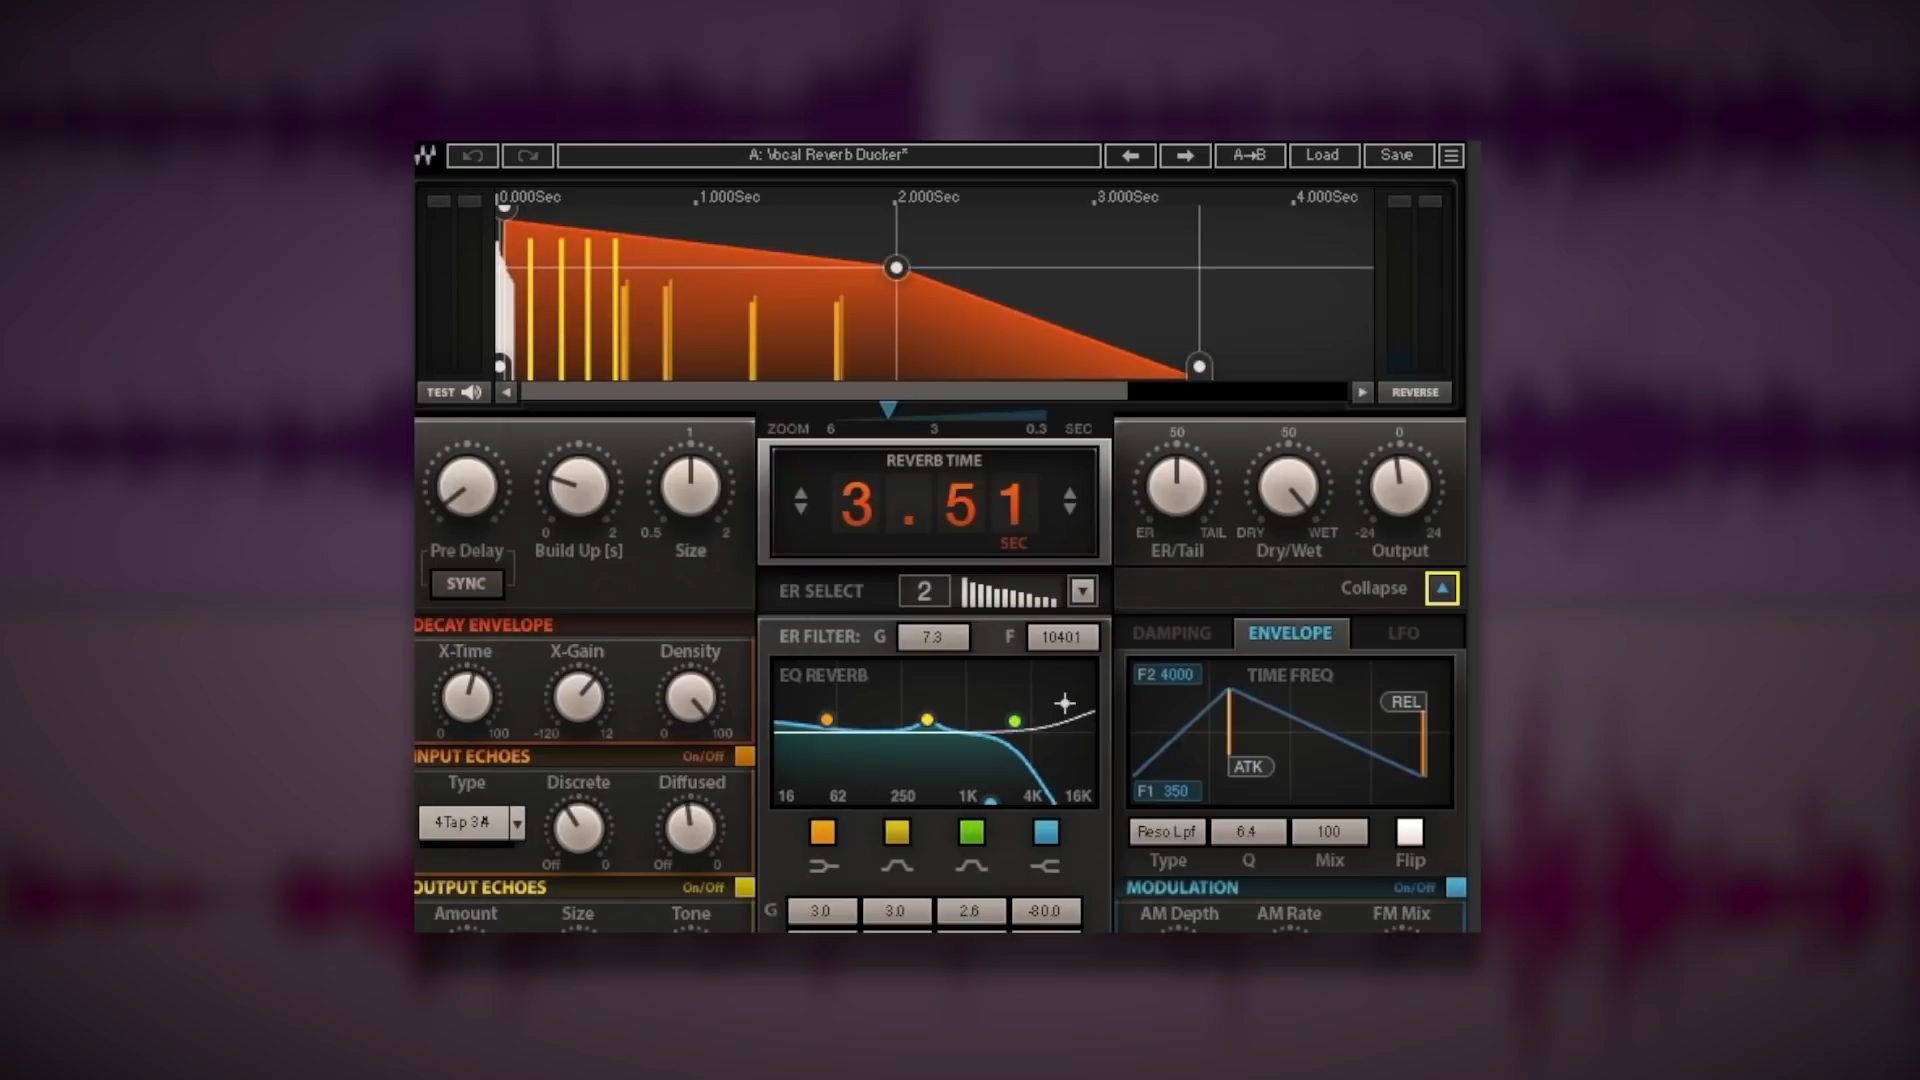 A: Vocal Reverb Ducker* A→B Load Save
0.000Sec 1.000Sec 2.000Sec 3.000Sec 4.000Sec
TEST REVERSE
ZOOM 6 3 0.3 SEC
1 50 50 0
REVERB TIME
3.51
SEC
0 2 0.5 2 ER TAIL DRY WET -24 24
Pre Delay Build Up [s] Size ER/Tail Dry/Wet Output
SYNC
ER SELECT 2 Collapse
DECAY ENVELOPE ER FILTER: G 7.3 F 10401 DAMPING ENVELOPE LFO
X-Time X-Gain Density
EQ REVERB F2 4000 TIME FREQ
REL
0 100 -120 12 0 100
INPUT ECHOES On/Off ATK
Type Discrete Diffused
16 62 250 1K 4K 16K F1 350
4Tap 3/4 Reso Lpf 6.4 100
Off 0 Off 0 Type Q Mix Flip
OUTPUT ECHOES On/Off MODULATION On/Off
Amount Size Tone G 3.0 3.0 2.6 -80.0 AM Depth AM Rate FM Mix